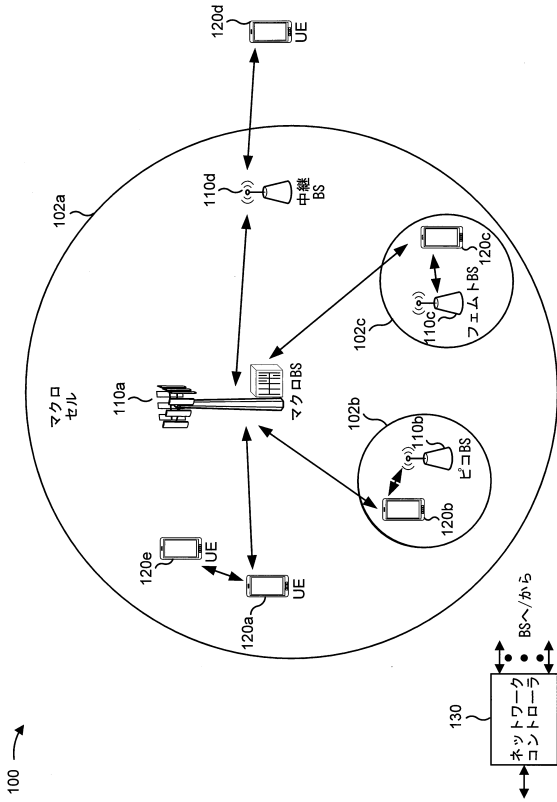 100
102a
マクロ
セル
110a
マクロBS
110d
中継
BS
120d
UE
120e
UE
120a
UE
102b
110b
ピコBS
120b
102c
110c
フェムトBS
120c
130
ネットワーク
コントローラ
BSへ/から